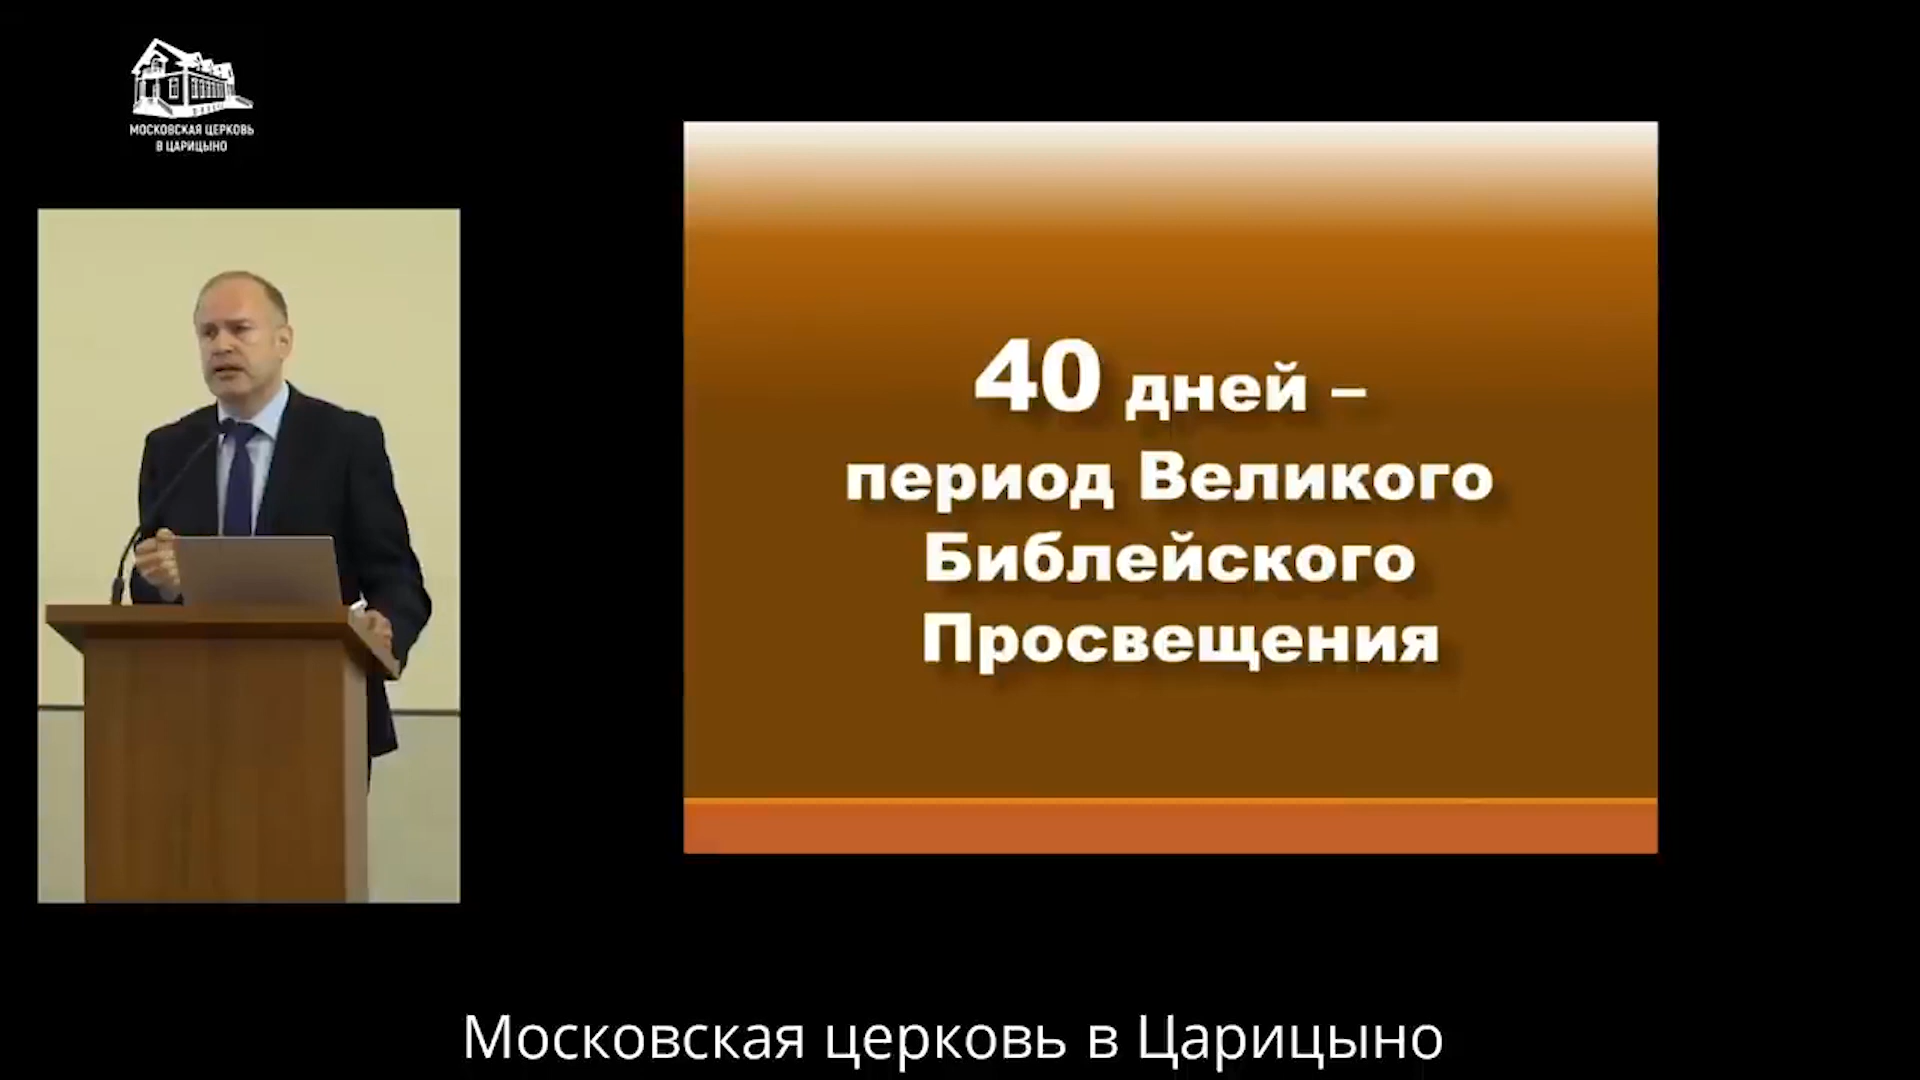 МОСКОВСКАЯ ЦЕРКОВЬ
В ЦАРИЦЫНО
40 дней –
период Великого
Библейского
Просвещения
Московская церковь в Царицыно